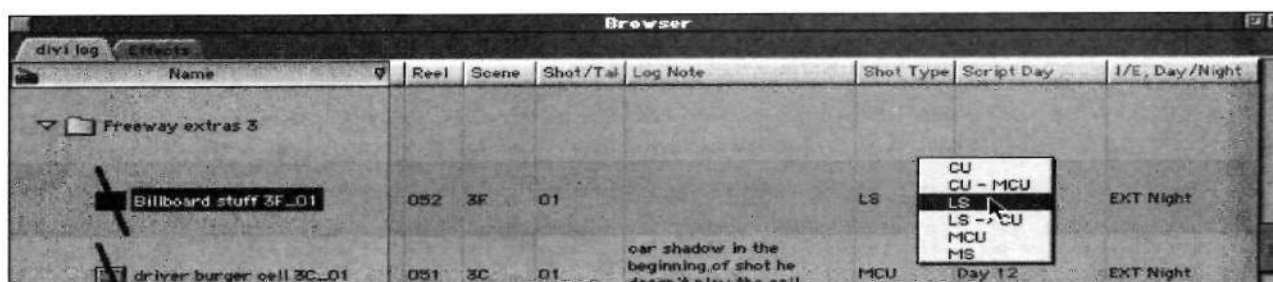 Browser
divi log Effects
Name Reel Scene Shot/Tal Log Note Shot Type Script Day I/E, Day/Night
Freeway extras 3
Billboard stuff 3F_01 052 3F 01 LS EXT Night
CU
CU - MCU
LS
LS -> CU
MCU
MS
driver burger cell 3C_01 051 3C 01 car shadow in the beginning of shot he MCU Day 12 EXT Night